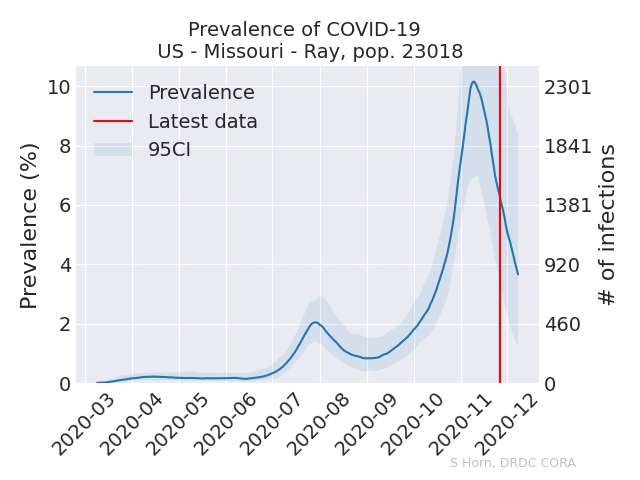 Prevalence of COVID-19
US - Missouri - Ray, pop. 23018
Prevalence (%)
10
8
6
4
2
0
Prevalence
Latest data
95CI
2301
1841
1381
920
460
0
# of infections
2020-03
2020-04
2020-05
2020-06
2020-07
2020-08
2020-09
2020-10
2020-11
2020-12
S Horn, DRDC CORA